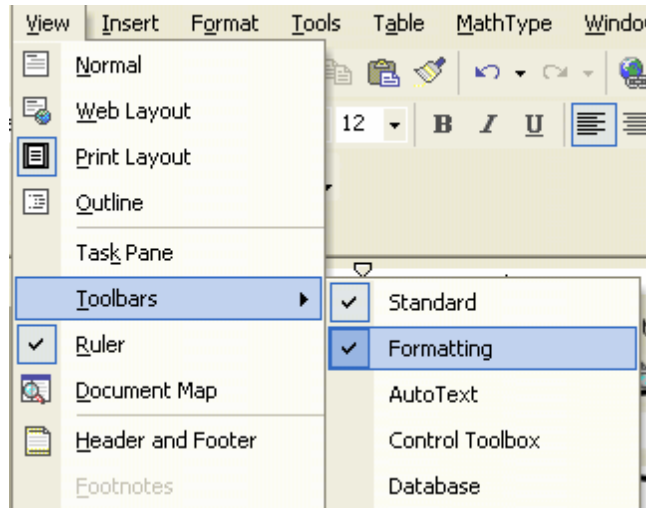 View Insert Format Tools Table MathType
Normal
Web Layout
12 B I U
Print Layout
Outline
Task Pane
Toolbars
Standard
Ruler
Formatting
Document Map
AutoText
Header and Footer
Control Toolbox
Footnotes
Database